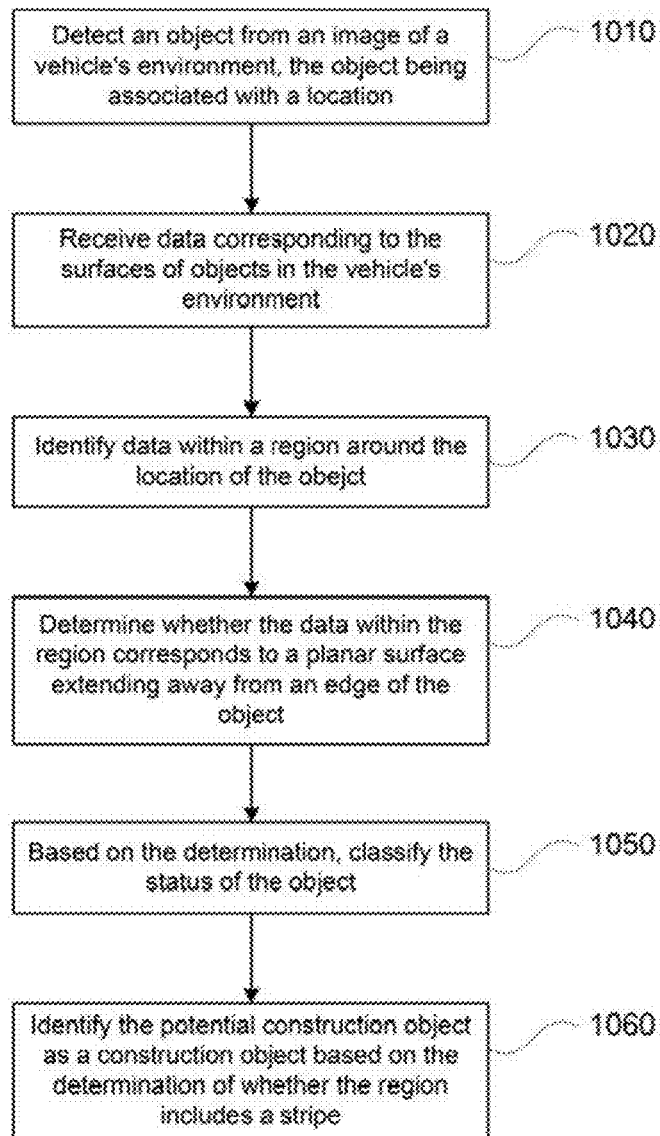 Detect an object from an image of a
vehicle's environment, the object being
associated with a location
1010
Receive data corresponding to the
surfaces of objects in the vehicle's
environment
1020
Identify data within a region around the
location of the obejct
1030
Determine whether the data within the
region corresponds to a planar surface
extending away from an edge of the
object
1040
Based on the determination, classify the
status of the object
1050
Identify the potential construction object
as a construction object based on the
determination of whether the region
includes a stripe
1060